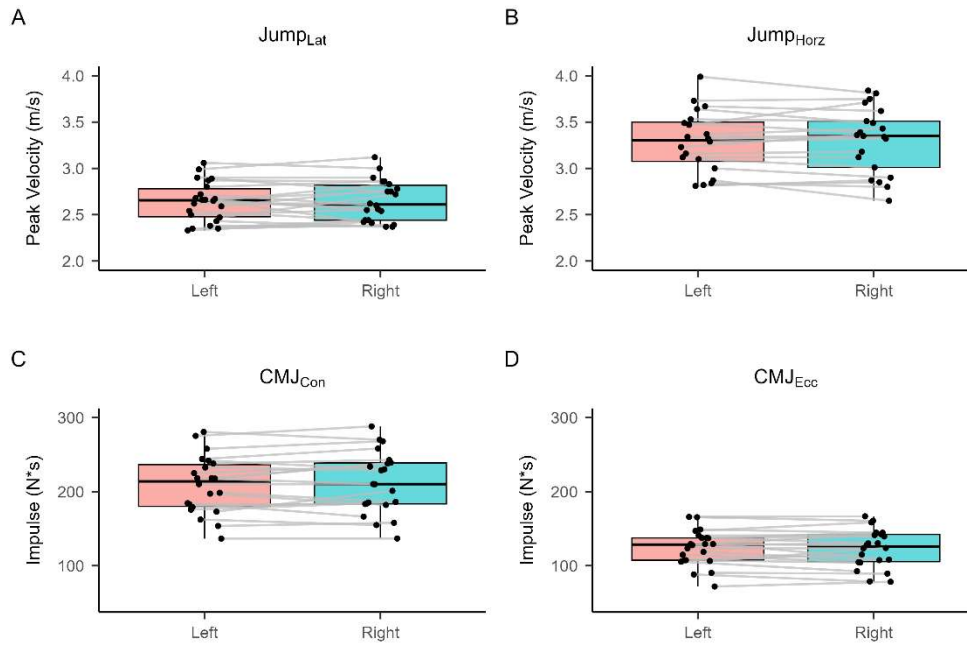 A
Jump_Lat
Peak Velocity (m/s)
4.0
3.5
3.0
2.5
2.0
Left
Right
B
Jump_Horz
Peak Velocity (m/s)
4.0
3.5
3.0
2.5
2.0
Left
Right
C
CMJ_Con
Impulse (N*s)
300
200
100
Left
Right
D
CMJ_Ecc
Impulse (N*s)
300
200
100
Left
Right